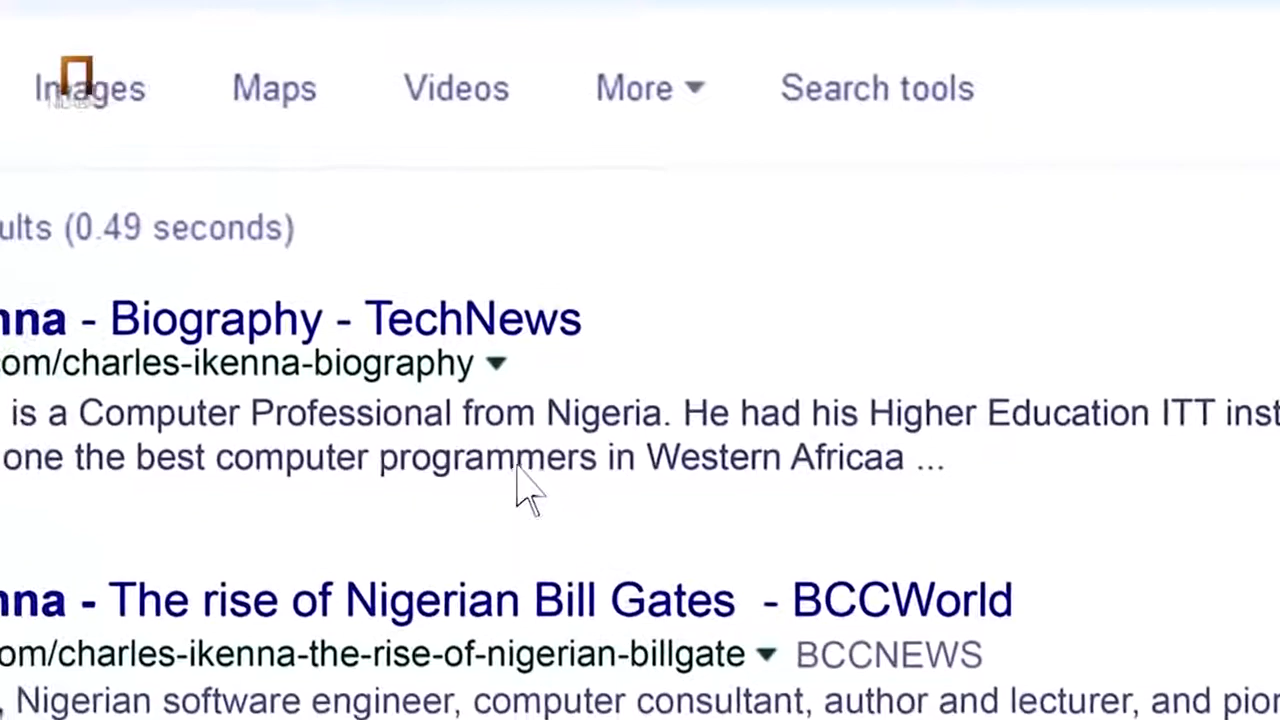 Images Maps Videos More Search tools
ults (0.49 seconds)
nna - Biography - TechNews
om/charles-ikenna-biography
is a Computer Professional from Nigeria. He had his Higher Education ITT inst
one the best computer programmers in Western Africaa ...
nna - The rise of Nigerian Bill Gates - BCCWorld
om/charles-ikenna-the-rise-of-nigerian-billgate BCCNEWS
, Nigerian software engineer, computer consultant, author and lecturer, and pion